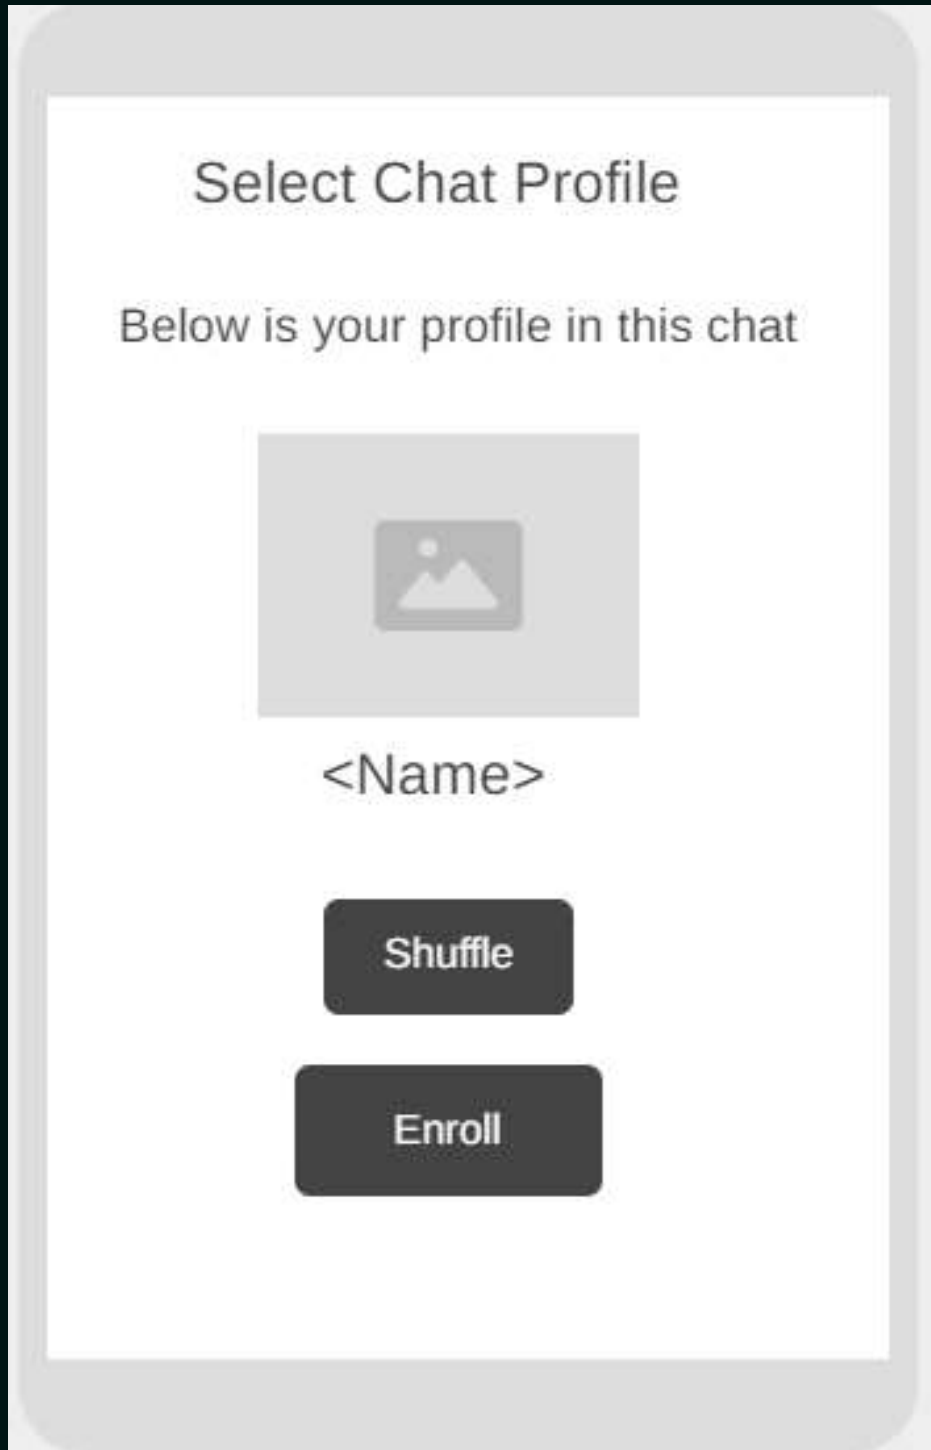 Select Chat Profile
Below is your profile in this chat
<Name>
Shuffle
Enroll